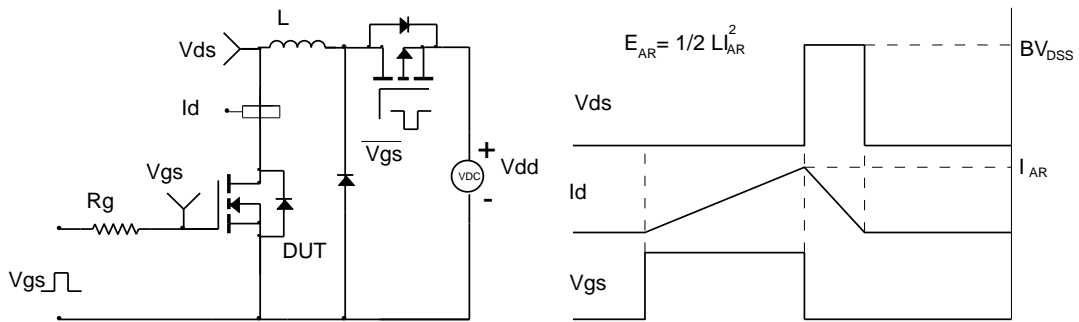 L
Vds
Id
Vgs
Vgs
+
VDC
Vdd
-
Rg
DUT
Vgs
E_AR = 1/2 LI_AR^2
BV_DSS
Vds
I_AR
Id
Vgs